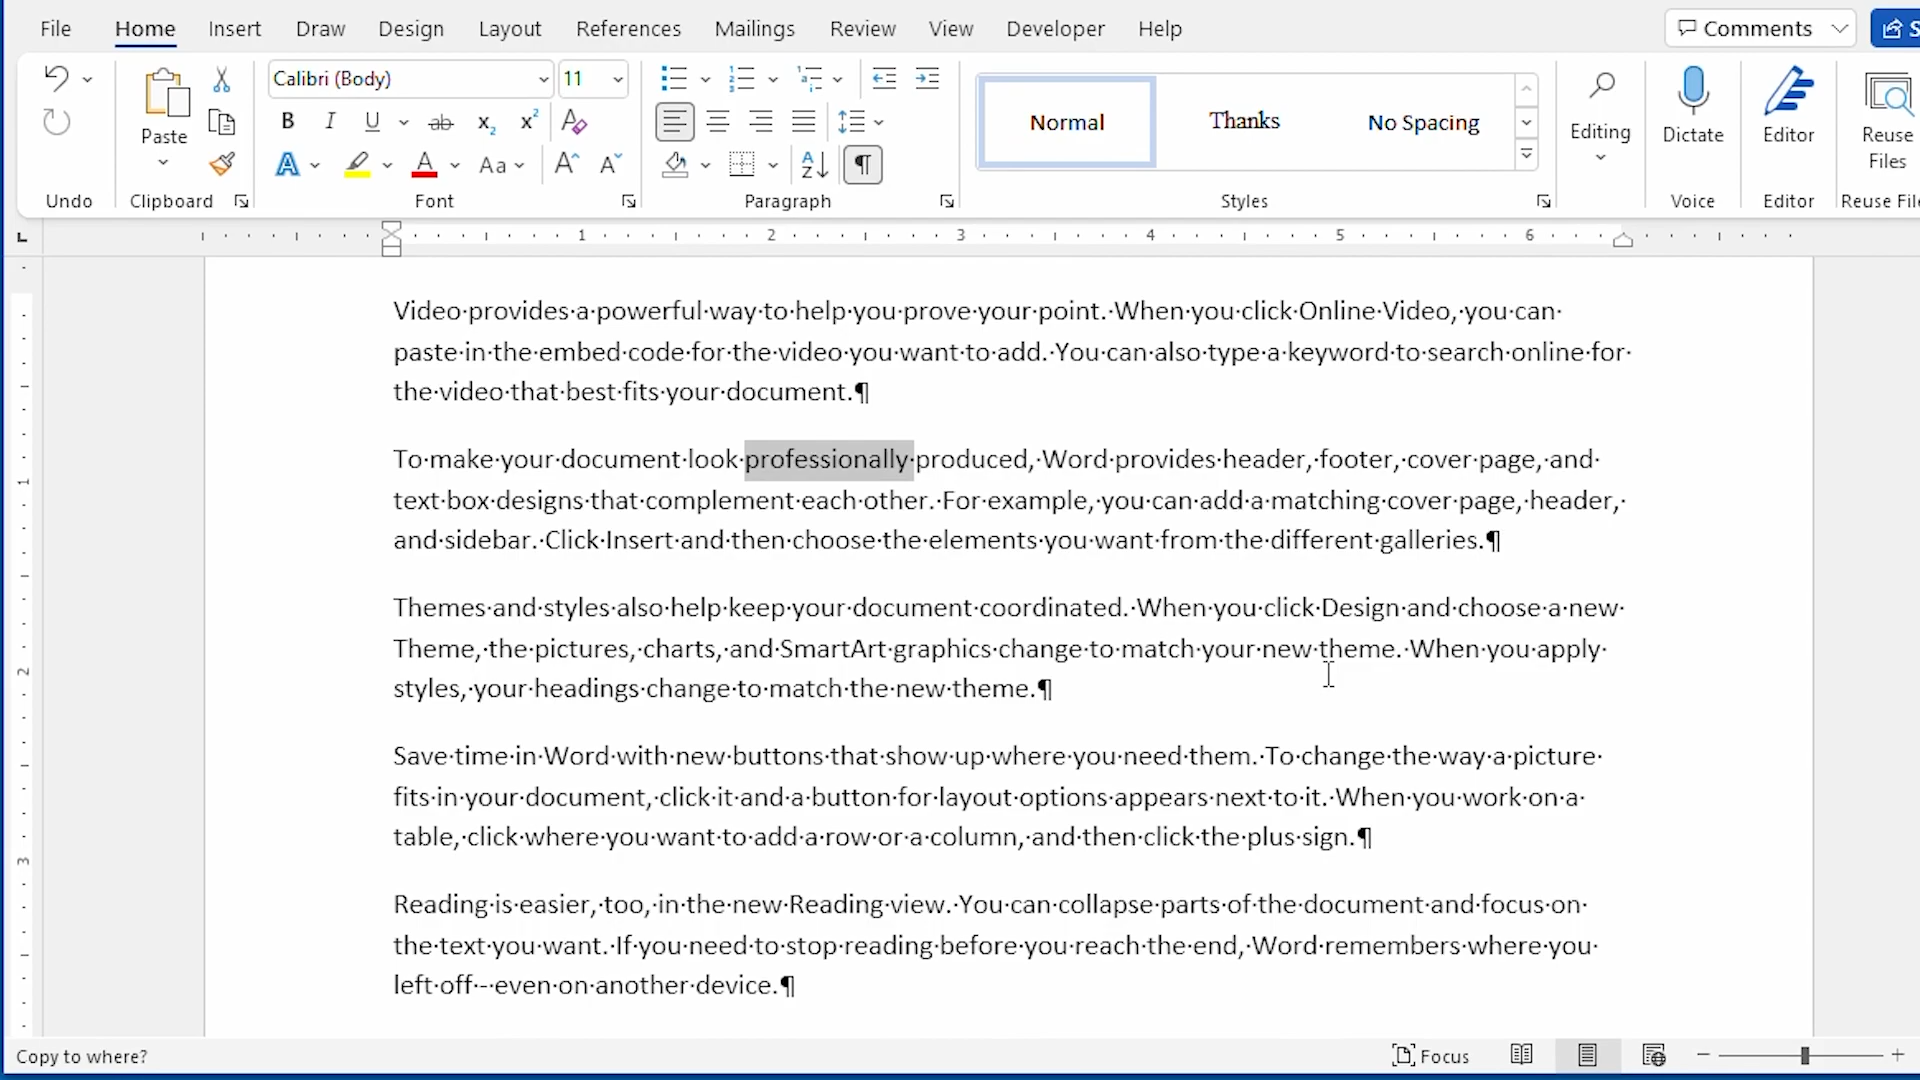 File Home Insert Draw Design Layout References Mailings Review View Developer Help Comments
Calibri (Body) 11
Paste
Normal Thanks No Spacing
Editing Dictate Editor Reuse Files
Undo Clipboard Font Paragraph Styles Voice Editor
1 2 3 4 5 6
Video provides a powerful way to help you prove your point. When you click Online Video, you can
paste in the embed code for the video you want to add. You can also type a keyword to search online for
the video that best fits your document.¶
To make your document look professionally produced, Word provides header, footer, cover page, and
text box designs that complement each other. For example, you can add a matching cover page, header,
and sidebar. Click Insert and then choose the elements you want from the different galleries.¶
Themes and styles also help keep your document coordinated. When you click Design and choose a new
Theme, the pictures, charts, and SmartArt graphics change to match your new theme. When you apply
styles, your headings change to match the new theme.¶
Save time in Word with new buttons that show up where you need them. To change the way a picture
fits in your document, click it and a button for layout options appears next to it. When you work on a
table, click where you want to add a row or a column, and then click the plus sign.¶
Reading is easier, too, in the new Reading view. You can collapse parts of the document and focus on
the text you want. If you need to stop reading before you reach the end, Word remembers where you
left off -- even on another device.¶
1
2
3
Copy to where? Focus